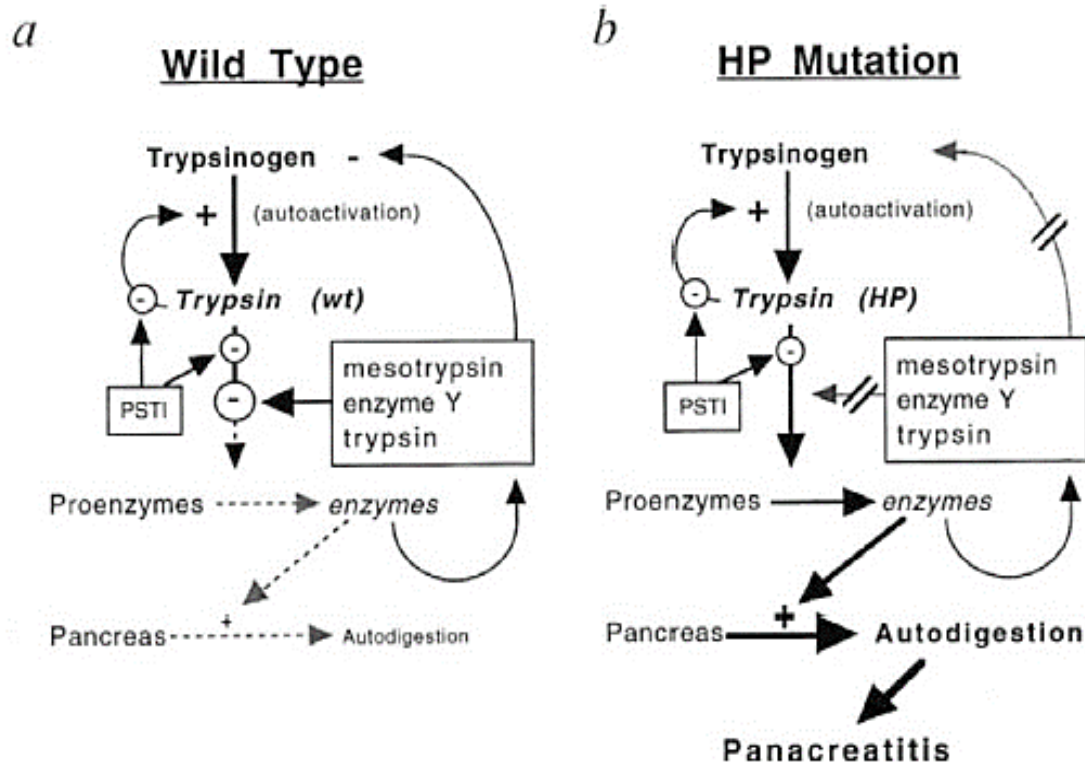 a
Wild Type
Trypsinogen -
+ (autoactivation)
- Trypsin (wt)
-
PSTI
-
mesotrypsin
enzyme Y
trypsin
Proenzymes enzymes
+
Pancreas Autodigestion
b
HP Mutation
Trypsinogen
+ (autoactivation)
- Trypsin (HP)
-
PSTI
mesotrypsin
enzyme Y
trypsin
Proenzymes enzymes
+
Pancreas Autodigestion
Panacreatitis